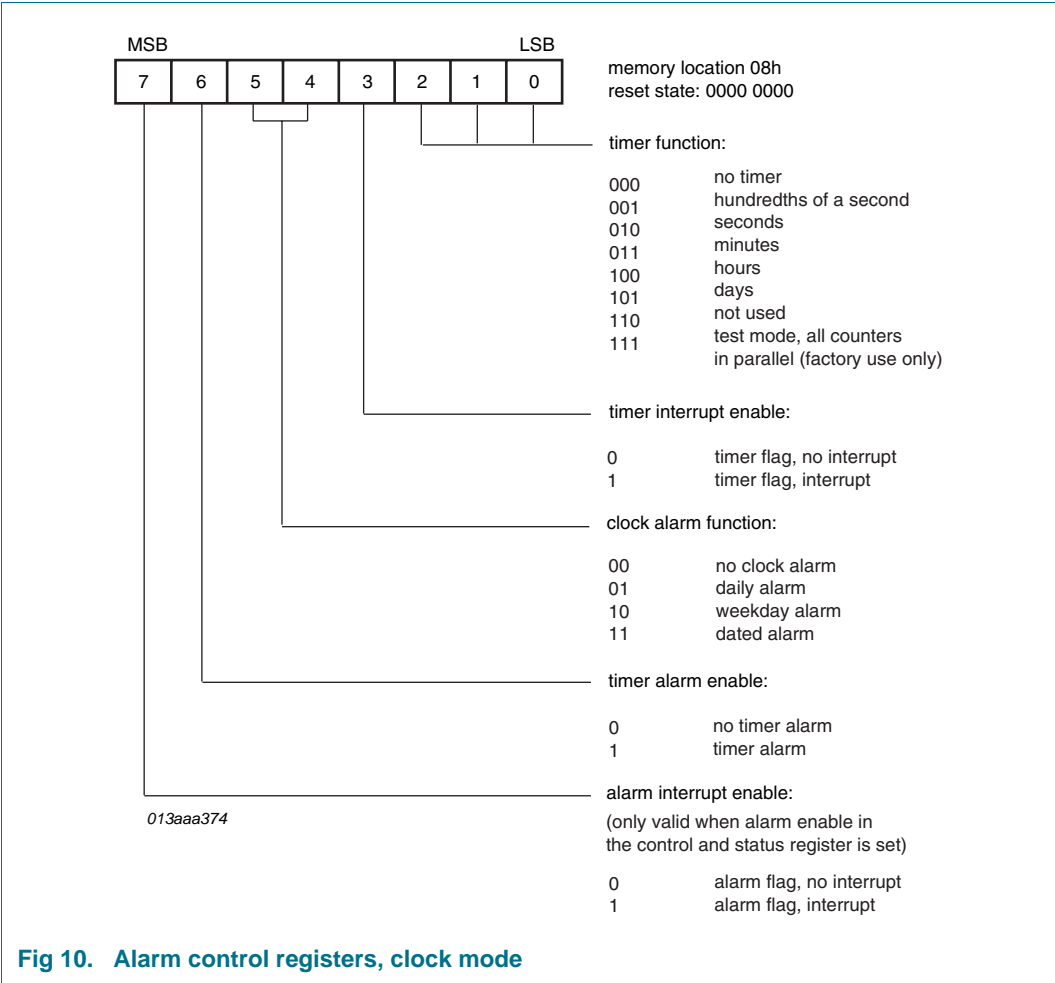 MSB LSB
7 6 5 4 3 2 1 0
memory location 08h
reset state: 0000 0000
timer function:
000 no timer
001 hundredths of a second
010 seconds
011 minutes
100 hours
101 days
110 not used
111 test mode, all counters
in parallel (factory use only)
timer interrupt enable:
0 timer flag, no interrupt
1 timer flag, interrupt
clock alarm function:
00 no clock alarm
01 daily alarm
10 weekday alarm
11 dated alarm
timer alarm enable:
0 no timer alarm
1 timer alarm
alarm interrupt enable:
(only valid when alarm enable in
the control and status register is set)
0 alarm flag, no interrupt
1 alarm flag, interrupt
013aaa374
Fig 10. Alarm control registers, clock mode